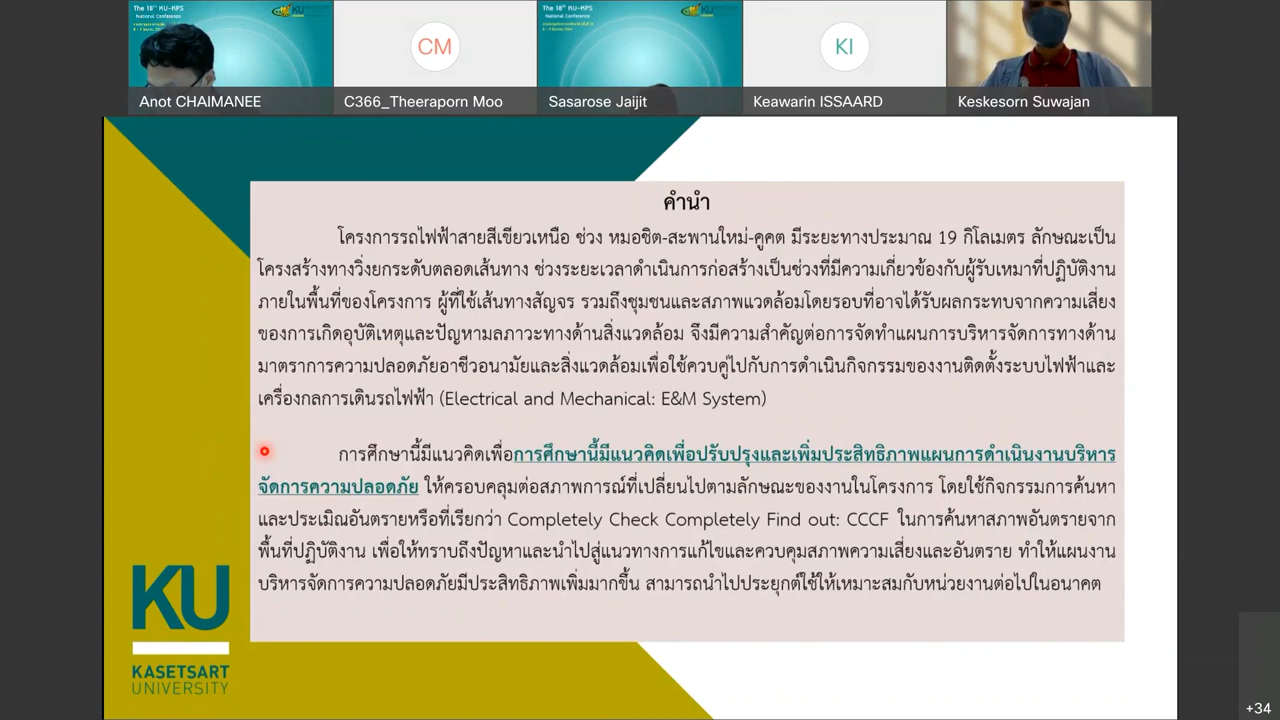 The 18th KU-KPS
National Conference
KU
The 18th KU-KPS
National Conference
KU
CM
KI
KASETSART
Anot CHAIMANEE
C366_Theeraporn Moo
Sasarose Jaijit
Keawarin ISSAARD
Keskesorn Suwajan
คำนำ
โครงการรถไฟฟ้าสายสีเขียวเหนือ ช่วง หมอชิต-สะพานใหม่-คูคต มีระยะทางประมาณ 19 กิโลเมตร ลักษณะเป็น
โครงสร้างทางวิ่งยกระดับตลอดเส้นทาง ช่วงระยะเวลาดำเนินการก่อสร้างเป็นช่วงที่มีความเกี่ยวข้องกับผู้รับเหมาที่ปฏิบัติงาน
ภายในพื้นที่ของโครงการ ผู้ที่ใช้เส้นทางสัญจร รวมถึงชุมชนและสภาพแวดล้อมโดยรอบที่อาจได้รับผลกระทบจากความเสี่ยง
ของการเกิดอุบัติเหตุและปัญหามลภาวะทางด้านสิ่งแวดล้อม จึงมีความสำคัญต่อการจัดทำแผนการบริหารจัดการทางด้าน
มาตราการความปลอดภัยอาชีวอนามัยและสิ่งแวดล้อมเพื่อใช้ควบคู่ไปกับการดำเนินกิจกรรมของงานติดตั้งระบบไฟฟ้าและ
เครื่องกลการเดินรถไฟฟ้า (Electrical and Mechanical: E&M System)
การศึกษานี้มีแนวคิดเพื่อการศึกษานี้มีแนวคิดเพื่อปรับปรุงและเพิ่มประสิทธิภาพแผนการดำเนินงานบริหาร
จัดการความปลอดภัย ให้ครอบคลุมต่อสภาพการณ์ที่เปลี่ยนไปตามลักษณะของงานในโครงการ โดยใช้กิจกรรมการค้นหา
และประเมิณอันตรายหรือที่เรียกว่า Completely Check Completely Find out: CCCF ในการค้นหาสภาพอันตรายจาก
พื้นที่ปฏิบัติงาน เพื่อให้ทราบถึงปัญหาและนำไปสู่แนวทางการแก้ไขและควบคุมสภาพความเสี่ยงและอันตราย ทำให้แผนงาน
บริหารจัดการความปลอดภัยมีประสิทธิภาพเพิ่มมากขึ้น สามารถนำไปประยุกต์ใช้ให้เหมาะสมกับหน่วยงานต่อไปในอนาคต
KU
KASETSART
UNIVERSITY
+34